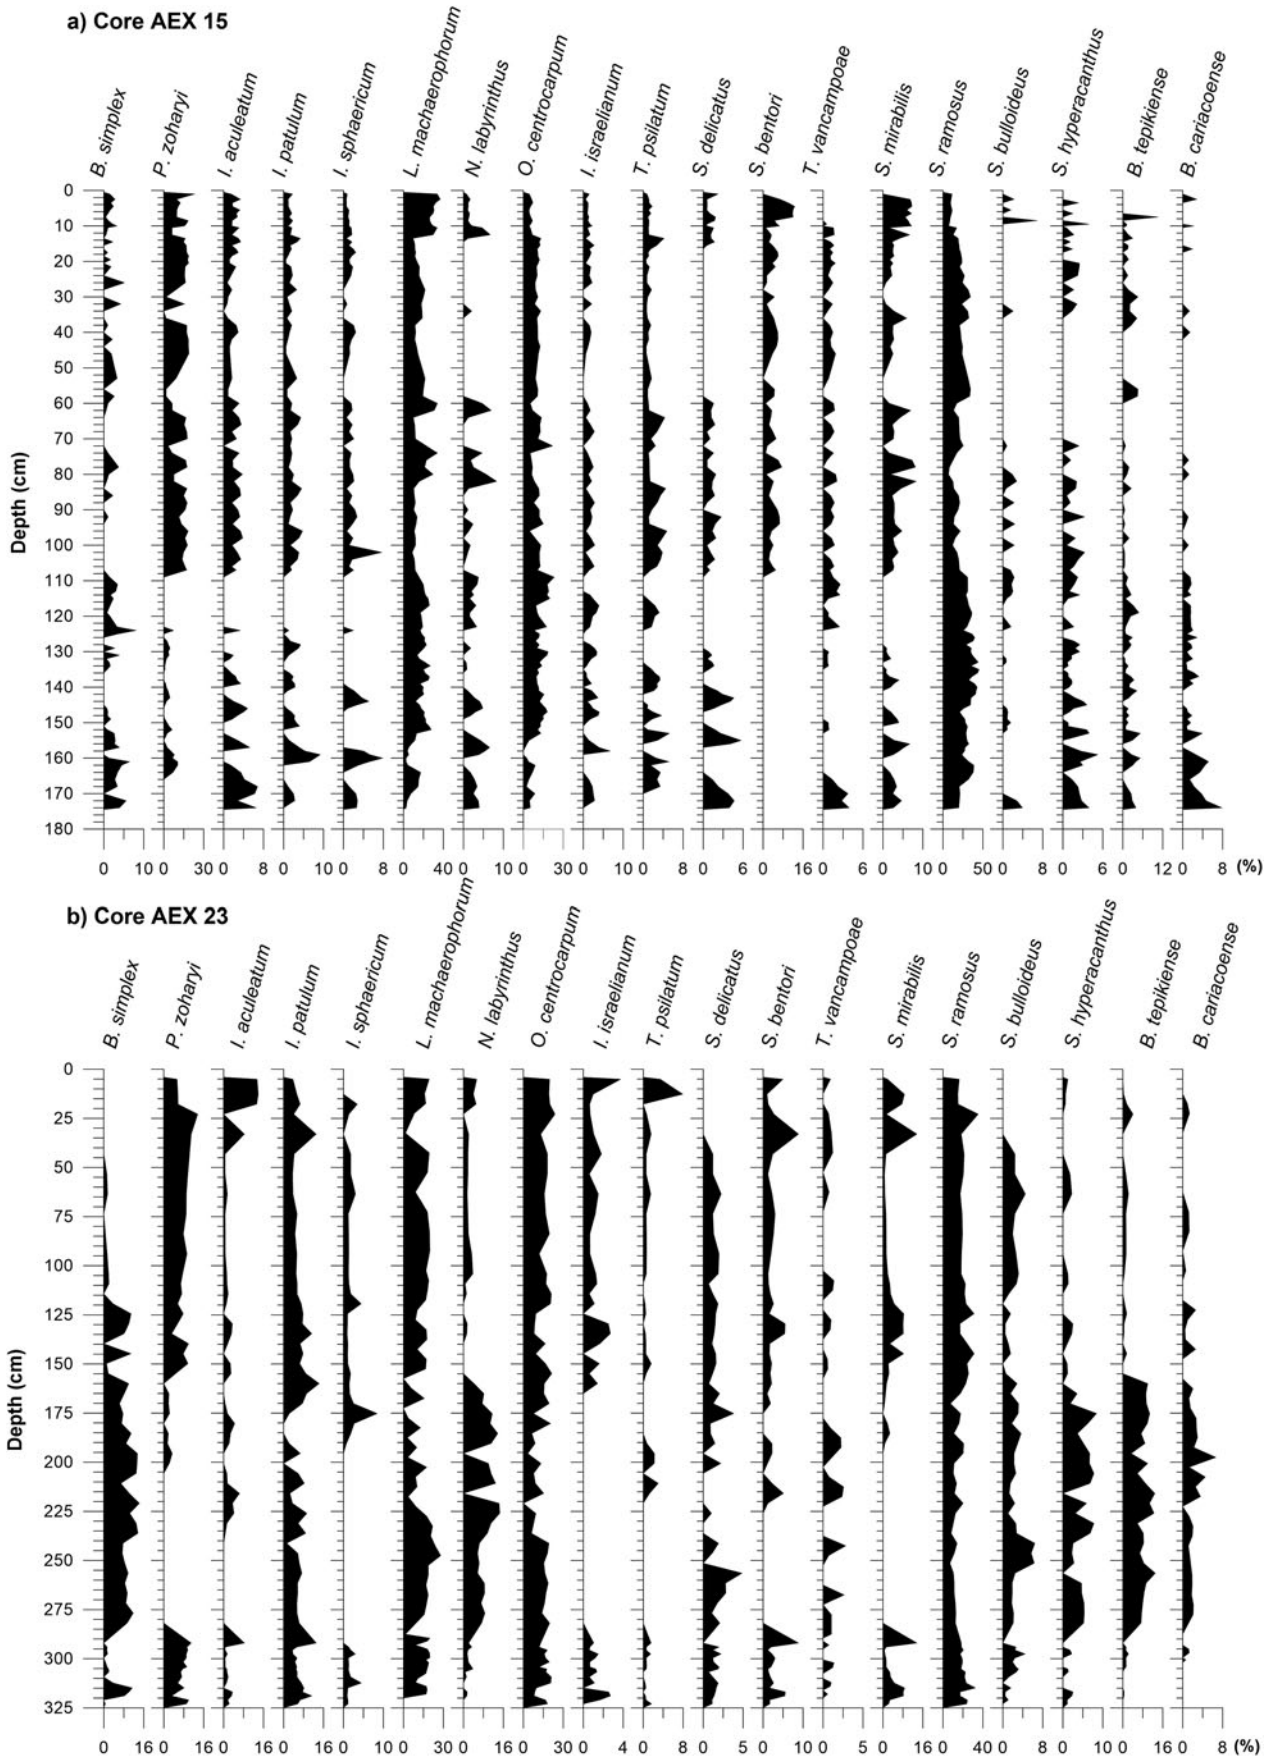 a) Core AEX 15
B. simplex
P. zoharyi
I. aculeatum
I. patulum
I. sphaericum
L. machaerophorum
N. labyrinthus
O. centrocarpum
I. israelianum
T. psilatum
S. delicatus
S. bentori
T. vancampoae
S. mirabilis
S. ramosus
S. bulloideus
S. hyperacanthus
B. tepikiense
B. cariacoense
Depth (cm)
0
10
20
30
40
50
60
70
80
90
100
110
120
130
140
150
160
170
180
0 10 0 30 0 8 0 10 0 8 0 40 0 16 0 30 0 10 0 8 0 6 0 16 0 6 0 10 0 50 0 8 0 6 0 12 0 8 (%)
b) Core AEX 23
B. simplex
P. zoharyi
I. aculeatum
I. patulum
I. sphaericum
L. machaerophorum
N. labyrinthus
O. centrocarpum
I. israelianum
T. psilatum
S. delicatus
S. bentori
T. vancampoae
S. mirabilis
S. ramosus
S. bulloideus
S. hyperacanthus
B. tepikiense
B. cariacoense
Depth (cm)
0
25
50
75
100
125
150
175
200
225
250
275
300
325
0 16 0 16 0 16 0 16 0 10 0 30 0 16 0 30 0 4 0 8 0 5 0 10 0 5 0 16 0 40 0 8 0 10 0 16 0 8 (%)